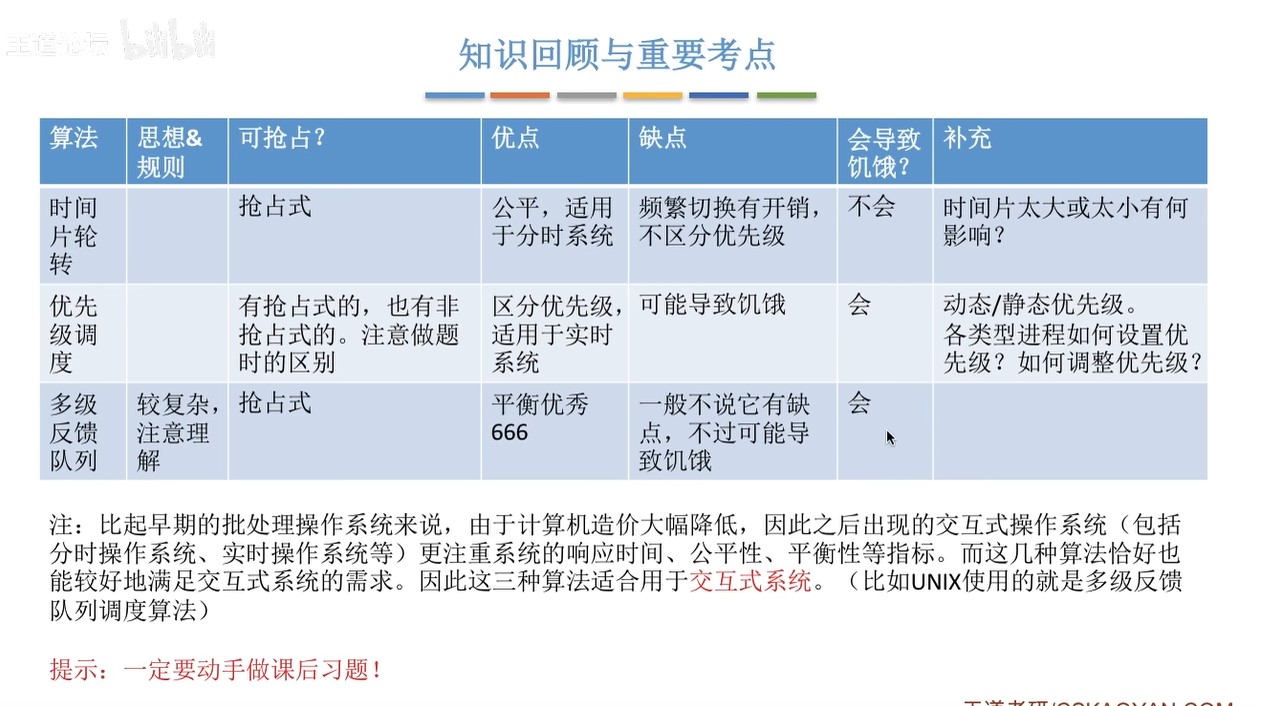 王道论坛 bilibili
知识回顾与重要考点
算法 思想& 可抢占？ 优点 缺点 会导致 补充
规则 饥饿？
时间 抢占式 公平，适用 频繁切换有开销， 不会 时间片太大或太小有何
片轮 于分时系统 不区分优先级 影响？
转
优先 有抢占式的，也有非 区分优先级， 可能导致饥饿 会 动态/静态优先级。
级调 抢占式的。注意做题 适用于实时 各类型进程如何设置优
度 时的区别 系统 先级？如何调整优先级？
多级 较复杂， 抢占式 平衡优秀 一般不说它有缺 会
反馈 注意理 666 点，不过可能导
队列 解 致饥饿
注：比起早期的批处理操作系统来说，由于计算机造价大幅降低，因此之后出现的交互式操作系统（包括
分时操作系统、实时操作系统等）更注重系统的响应时间、公平性、平衡性等指标。而这几种算法恰好也
能较好地满足交互式系统的需求。因此这三种算法适合用于交互式系统。（比如UNIX使用的就是多级反馈
队列调度算法）
提示：一定要动手做课后习题！
王道考研/CSKAOYAN.COM